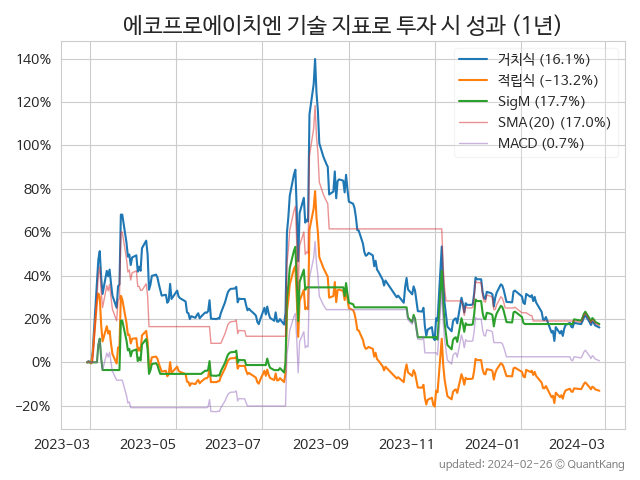 에코프로에이치엔 기술 지표로 투자 시 성과 (1년)
140%
120%
100%
80%
60%
40%
20%
0%
−20%
거치식 (16.1%)
적립식 (−13.2%)
SigM (17.7%)
SMA(20) (17.0%)
MACD (0.7%)
2023−03
2023−05
2023−07
2023−09
2023−11
2024−01
2024−03
updated: 2024-02-26 © QuantKang